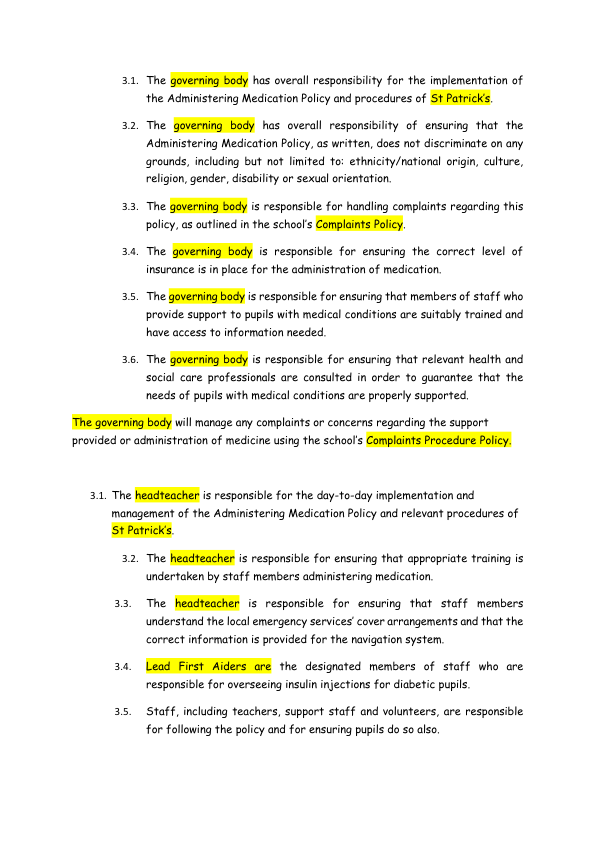 3.1. The governing body has overall responsibility for the implementation of
the Administering Medication Policy and procedures of St Patrick's.
3.2. The governing body has overall responsibility of ensuring that the
Administering Medication Policy, as written, does not discriminate on any
grounds, including but not limited to: ethnicity/national origin, culture,
religion, gender, disability or sexual orientation.
3.3. The governing body is responsible for handling complaints regarding this
policy, as outlined in the school's Complaints Policy.
3.4. The governing body is responsible for ensuring the correct level of
insurance is in place for the administration of medication.
3.5. The governing body is responsible for ensuring that members of staff who
provide support to pupils with medical conditions are suitably trained and
have access to information needed.
3.6. The governing body is responsible for ensuring that relevant health and
social care professionals are consulted in order to guarantee that the
needs of pupils with medical conditions are properly supported.
The governing body will manage any complaints or concerns regarding the support
provided or administration of medicine using the school's Complaints Procedure Policy.
3.1. The headteacher is responsible for the day-to-day implementation and
management of the Administering Medication Policy and relevant procedures of
St Patrick's.
3.2. The headteacher is responsible for ensuring that appropriate training is
undertaken by staff members administering medication.
3.3. The headteacher is responsible for ensuring that staff members
understand the local emergency services' cover arrangements and that the
correct information is provided for the navigation system.
3.4. Lead First Aiders are the designated members of staff who are
responsible for overseeing insulin injections for diabetic pupils.
3.5. Staff, including teachers, support staff and volunteers, are responsible
for following the policy and for ensuring pupils do so also.